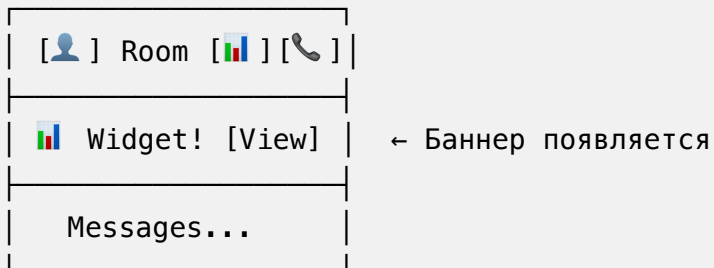 [👤] Room [📊][📞]
📊 Widget! [View] ← Баннер появляется
Messages...